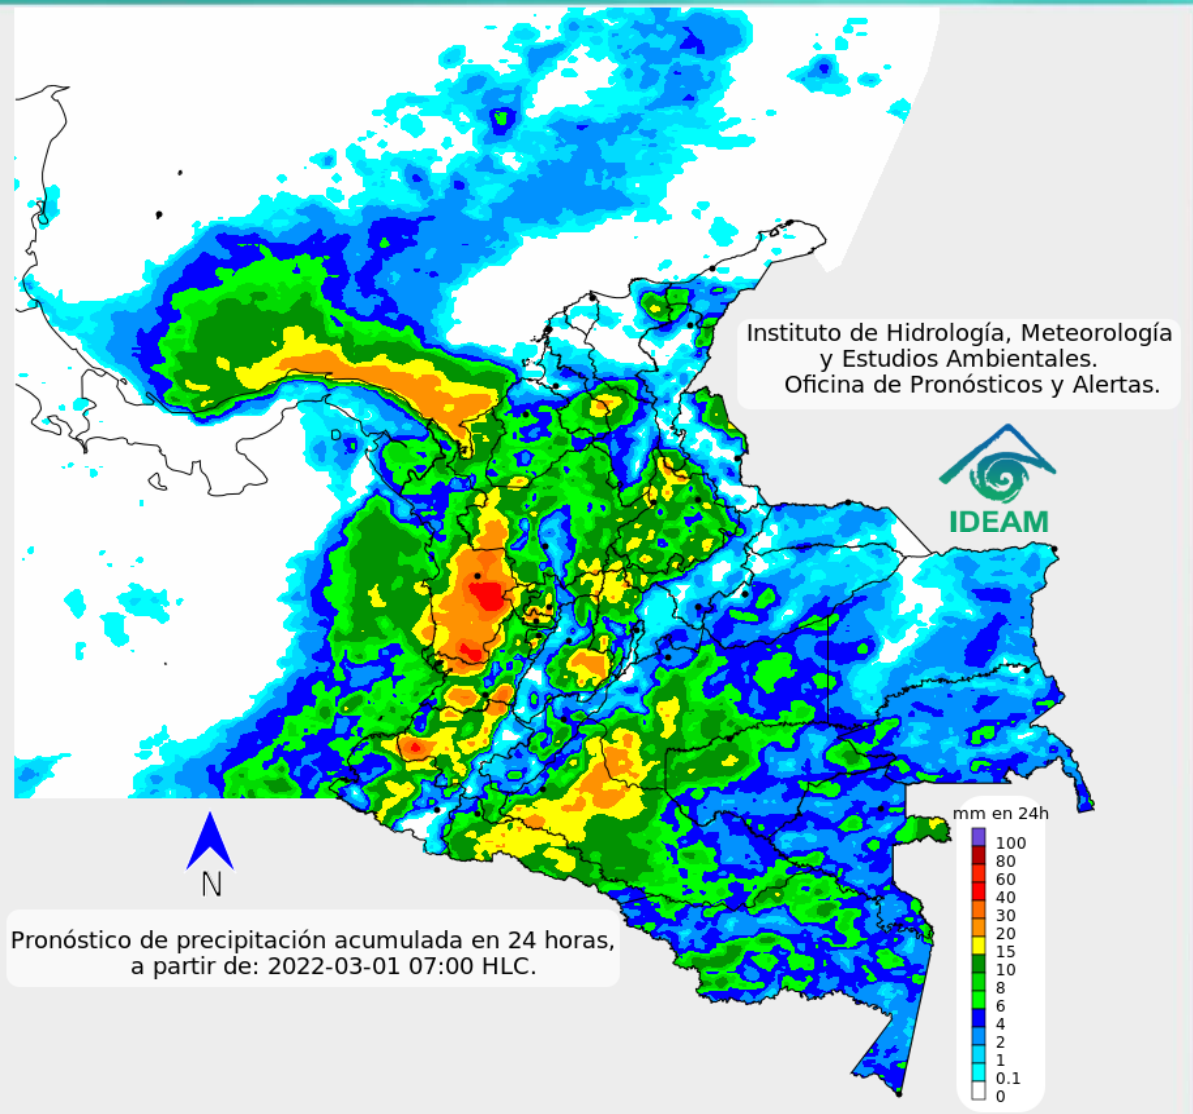 Instituto de Hidrología, Meteorología
y Estudios Ambientales.
Oficina de Pronósticos y Alertas.
IDEAM
mm en 24h
100
80
60
40
30
20
15
10
8
6
4
2
1
0.1
0
N
Pronóstico de precipitación acumulada en 24 horas,
a partir de: 2022-03-01 07:00 HLC.